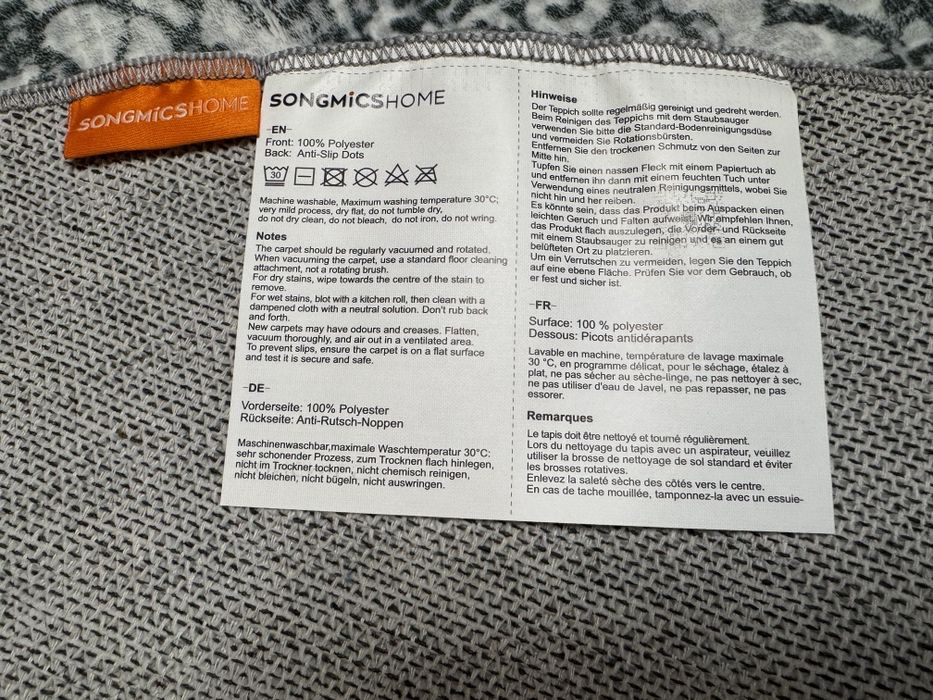 SONGMICSHOME
SONGMICSHOME
-EN-
Front: 100% Polyester
Back: Anti-Slip Dots
30
Machine washable, Maximum washing temperature 30°C;
very mild process, dry flat, do not tumble dry,
do not dry clean, do not bleach, do not iron, do not wring.
Notes
The carpet should be regularly vacuumed and rotated.
When vacuuming the carpet, use a standard floor cleaning
attachment, not a rotating brush.
For dry stains, wipe towards the centre of the stain to
remove.
For wet stains, blot with a kitchen roll, then clean with a
dampened cloth with a neutral solution. Don't rub back
and forth.
New carpets may have odours and creases. Flatten,
vacuum thoroughly, and air out in a ventilated area.
To prevent slips, ensure the carpet is on a flat surface
and test it is secure and safe.
-DE-
Vorderseite: 100% Polyester
Rückseite: Anti-Rutsch-Noppen
Maschinenwaschbar,maximale Waschtemperatur 30°C:
sehr schonender Prozess, zum Trocknen flach hinlegen,
nicht im Trockner tocknen, nicht chemisch reinigen,
nicht bleichen, nicht bügeln, nicht auswringen.
Hinweise
Der Teppich sollte regelmäßig gereinigt und gedreht werden.
Beim Reinigen des Teppichs mit dem Staubsauger
verwenden Sie bitte die Standard-Bodenreinigungsdüse
und vermeiden Sie Rotationsbürsten.
Entfernen Sie den trockenen Schmutz von den Seiten zur
Mitte hin.
Tupfen Sie einen nassen Fleck mit einem Papiertuch ab
und entfernen ihn dann mit einem feuchten Tuch unter
Verwendung eines neutralen Reinigungsmittels, wobei Sie
nicht hin und her reiben.
Es könnte sein, dass das Produkt beim Auspacken einen
leichten Geruch und Falten aufweist. Wir empfehlen Ihnen,
das Produkt flach auszulegen, die Vorder- und Rückseite
mit einem Staubsauger zu reinigen und es an einem gut
belüfteten Ort zu platzieren.
Um ein Verrutschen zu vermeiden, legen Sie den Teppich
auf eine ebene Fläche. Prüfen Sie vor dem Gebrauch, ob
er fest und sicher ist.
-FR-
Surface: 100 % polyester
Dessous: Picots antidérapants
Lavable en machine, température de lavage maximale
30 °C, en programme délicat, pour le séchage, étalez à
plat, ne pas sécher au sèche-linge, ne pas nettoyer à sec,
ne pas utiliser d'eau de Javel, ne pas repasser, ne pas
essorer.
Remarques
Le tapis doit être nettoyé et tourné régulièrement.
Lors du nettoyage du tapis avec un aspirateur, veuillez
utiliser la brosse de nettoyage de sol standard et éviter
les brosses rotatives.
Enlevez la saleté sèche des côtés vers le centre.
En cas de tache mouillée, tamponnez-la avec un essuie-